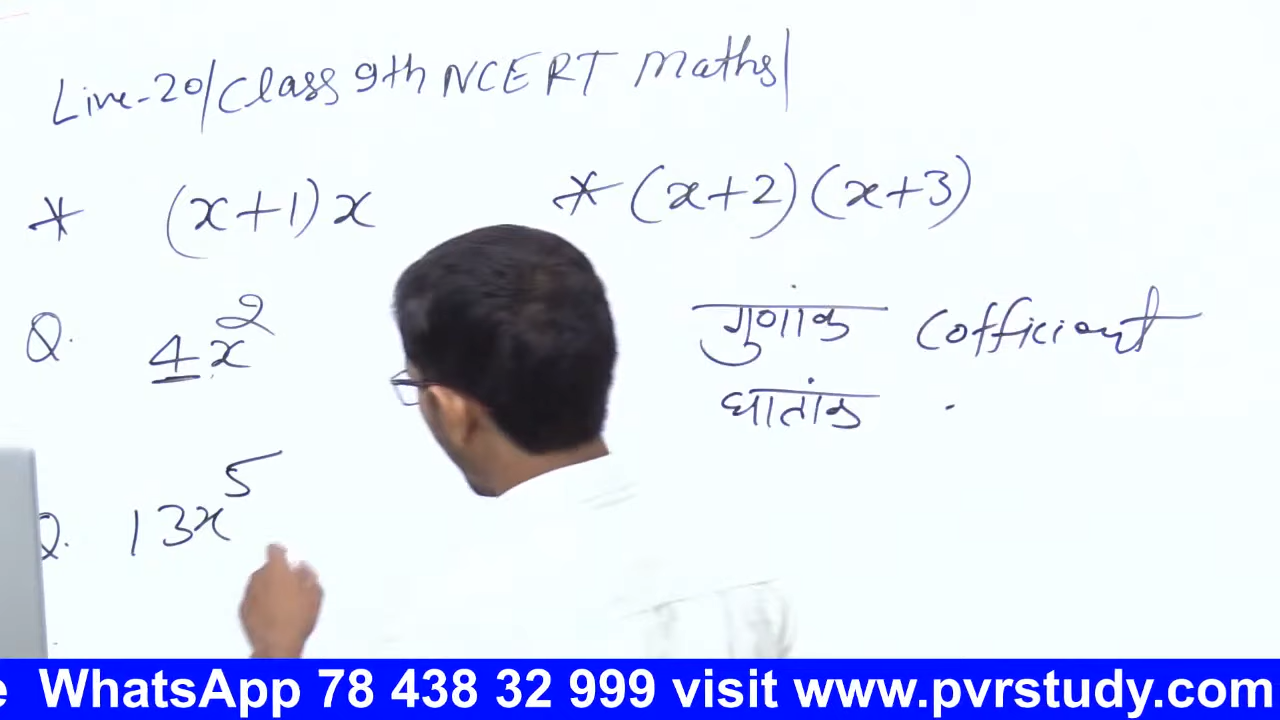 Live-20/Class 9th NCERT Maths/
* (x+1)x
* (x+2)(x+3)
Q. 4x²
गुणांक Cofficient
घातांक
Q. 13x⁵
e WhatsApp 78 438 32 999 visit www.pvrstudy.com